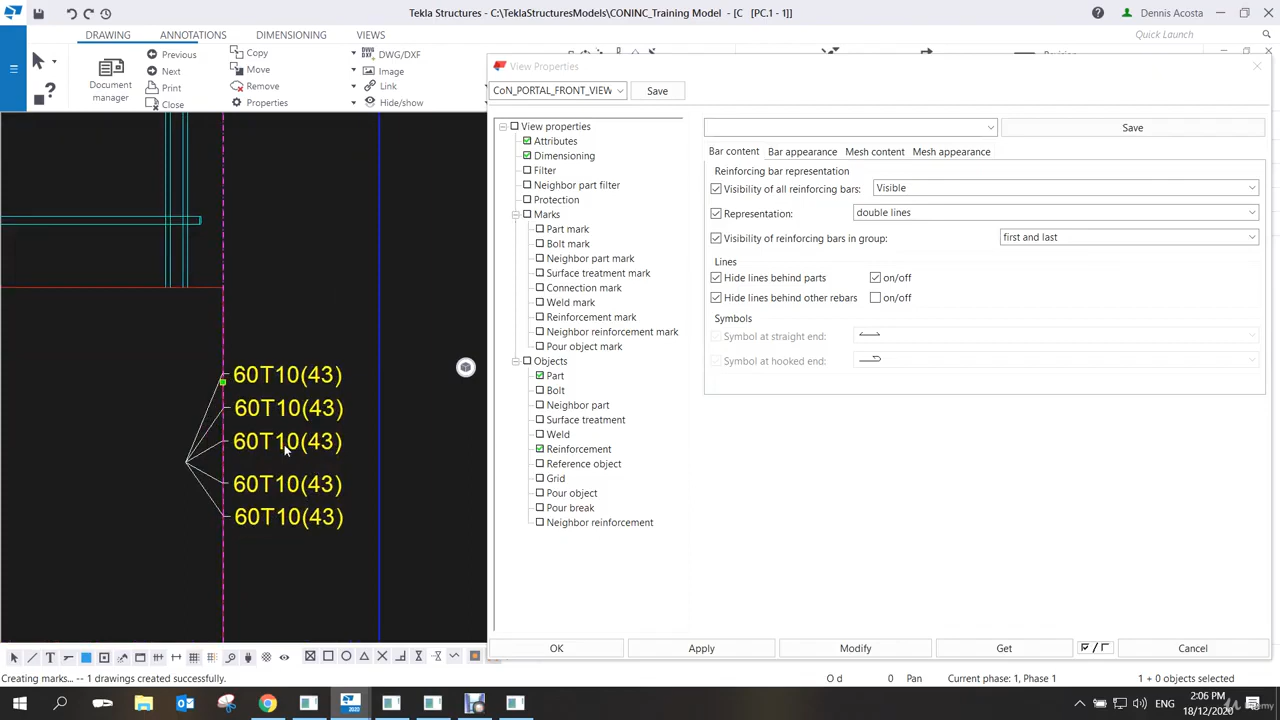 Tekla Structures - C:\TeklaStructuresModels\CONINC_Training Model - [C [PC.1 - 1]]
Dennis Acosta
DRAWING ANNOTATIONS DIMENSIONING VIEWS
Quick Launch
Document manager
Previous
Next
Print
Close
Copy
Move
Remove
Properties
DWG/DXF
Image
Link
Hide/show
View Properties
CoN_PORTAL_FRONT_VIEW
Save
View properties
Attributes
Dimensioning
Filter
Neighbor part filter
Protection
Marks
Part mark
Bolt mark
Neighbor part mark
Surface treatment mark
Connection mark
Weld mark
Reinforcement mark
Neighbor reinforcement mark
Pour object mark
Objects
Part
Bolt
Neighbor part
Surface treatment
Weld
Reinforcement
Reference object
Grid
Pour object
Pour break
Neighbor reinforcement
Save
Bar content Bar appearance Mesh content Mesh appearance
Reinforcing bar representation
Visibility of all reinforcing bars: Visible
Representation: double lines
Visibility of reinforcing bars in group: first and last
Lines
Hide lines behind parts on/off
Hide lines behind other rebars on/off
Symbols
Symbol at straight end:
Symbol at hooked end:
60T10(43)
60T10(43)
60T10(43)
60T10(43)
60T10(43)
OK Apply Modify Get Cancel
Creating marks... -- 1 drawings created successfully.
O d 0 Pan Current phase: 1, Phase 1 1 + 0 objects selected
2020
ENG
2:06 PM
18/12/2020